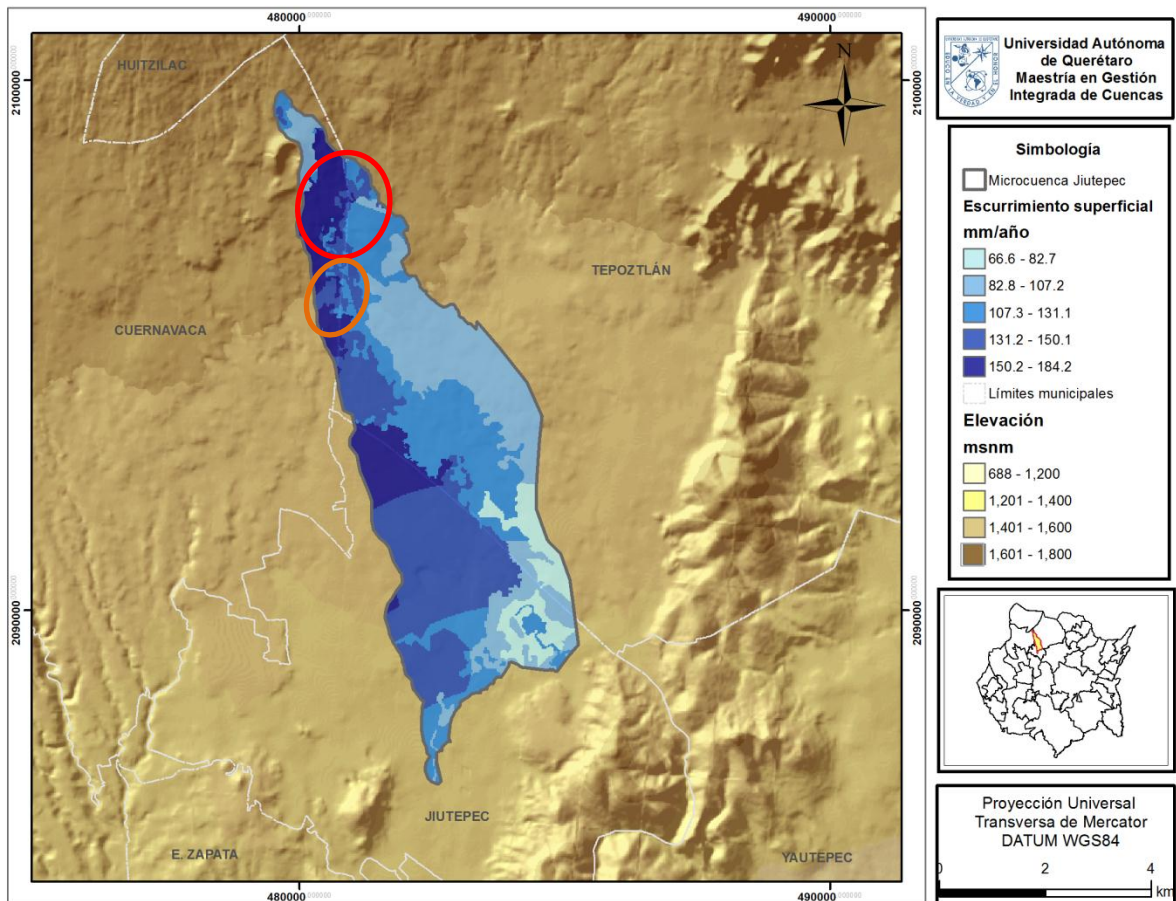 480000
490000
2100000
2090000
2100000
2090000
480000
490000
HUITZILAC
N
TEPOZTLÁN
CUERNAVACA
JIUTEPEC
E. ZAPATA
YAUTEPEC
Universidad Autónoma
de Querétaro
Maestría en Gestión
Integrada de Cuencas
Simbología
Microcuenca Jiutepec
Escurrimiento superficial
mm/año
66.6 - 82.7
82.8 - 107.2
107.3 - 131.1
131.2 - 150.1
150.2 - 184.2
Límites municipales
Elevación
msnm
688 - 1,200
1,201 - 1,400
1,401 - 1,600
1,601 - 1,800
Proyección Universal
Transversa de Mercator
DATUM WGS84
0 2 4
km